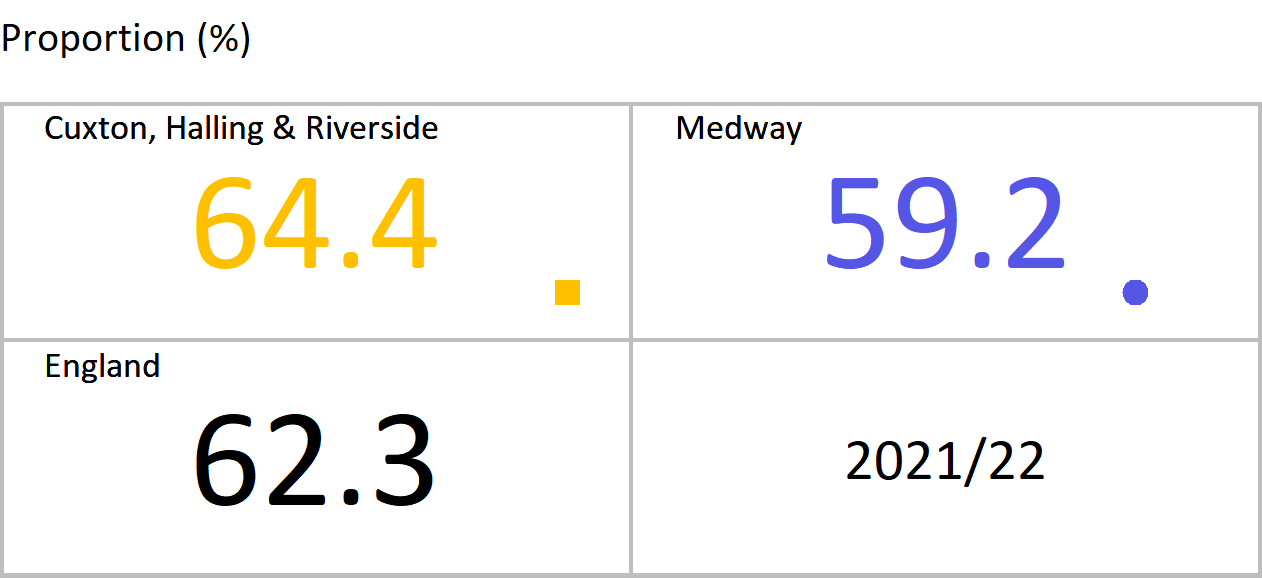 Proportion (%)
Cuxton, Halling & Riverside
64.4
Medway
59.2
England
62.3
2021/22